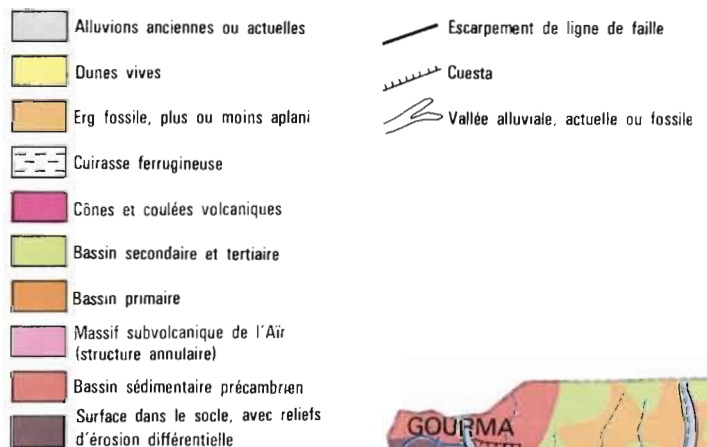 Alluvions anciennes ou actuelles
Dunes vives
Erg fossile, plus ou moins aplani
Cuirasse ferrugineuse
Cônes et coulées volcaniques
Bassin secondaire et tertiaire
Bassin primaire
Massif subvolcanique de l'Aïr
(structure annulaire)
Bassin sédimentaire précambrien
Surface dans le socle, avec reliefs
d'érosion différentielle
Escarpement de ligne de faille
Cuesta
Vallée alluviale, actuelle ou fossile
GOURMA